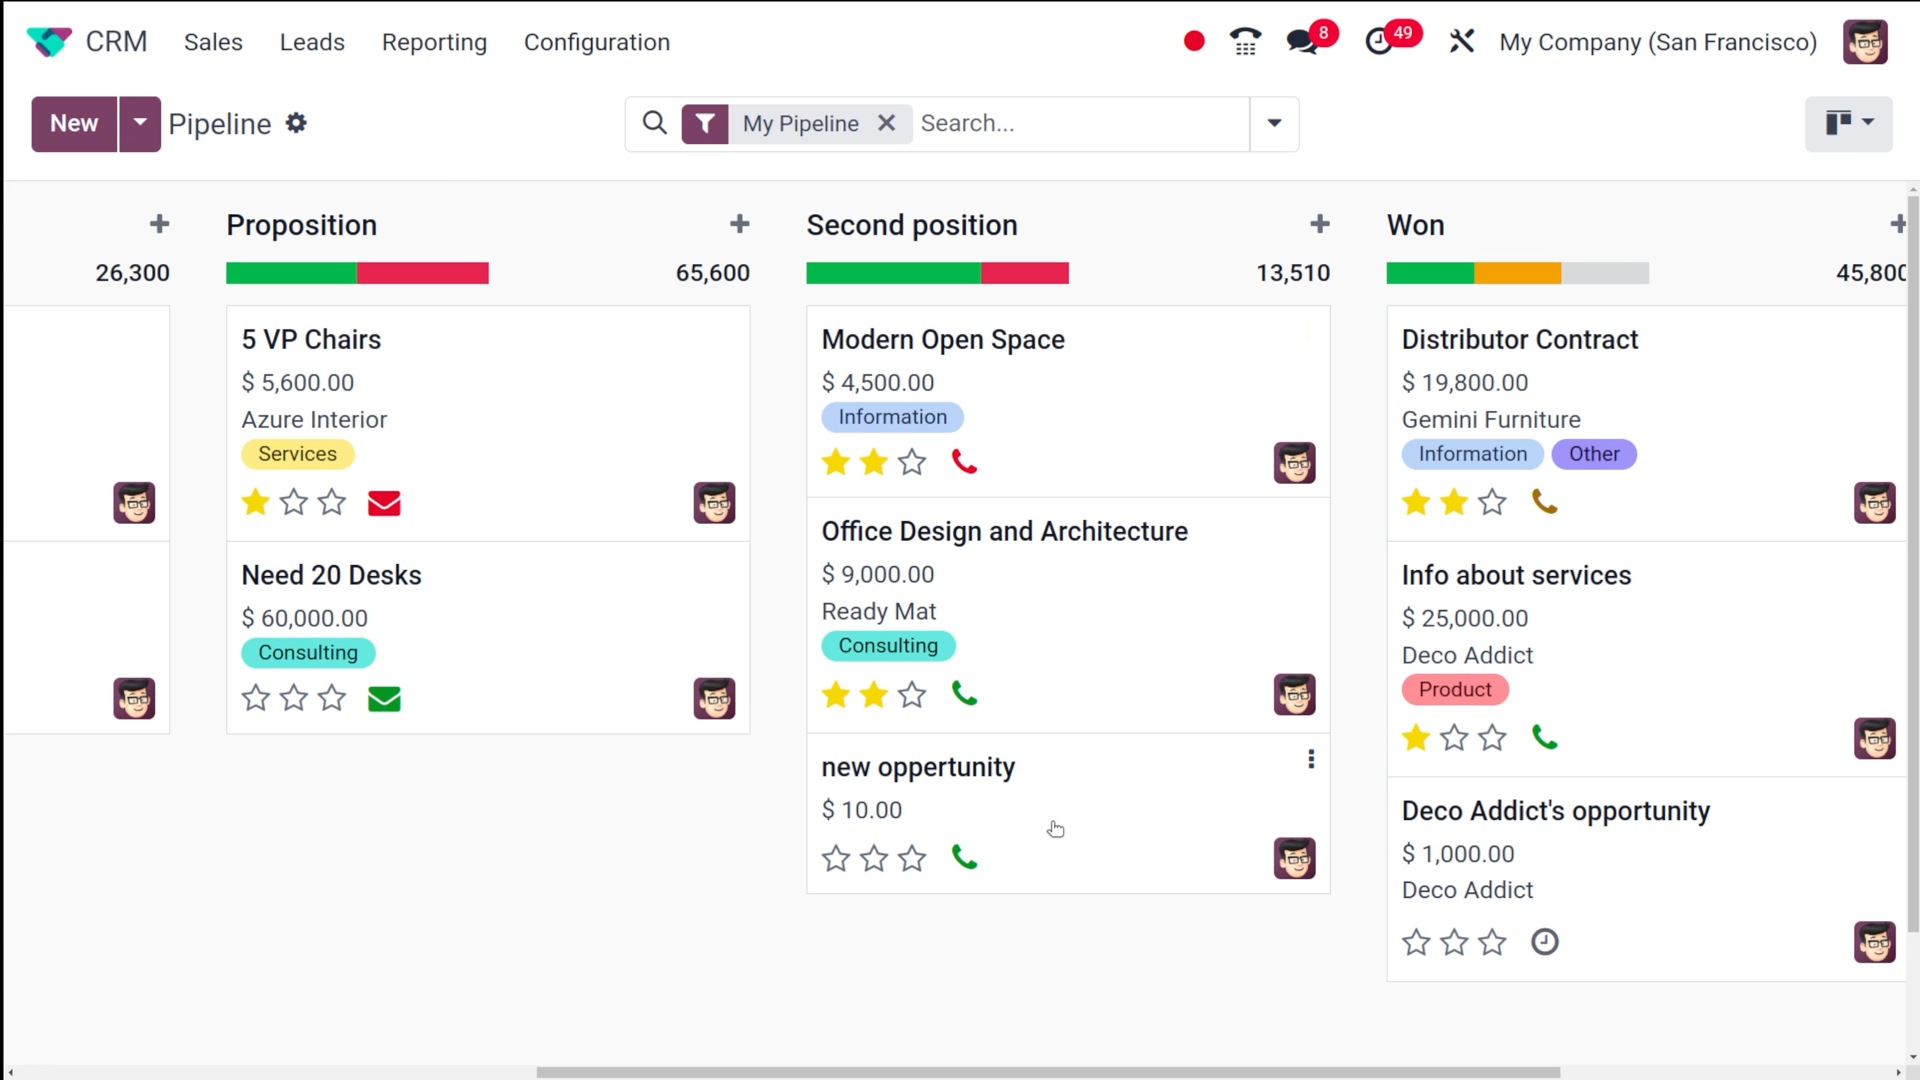 CRM Sales Leads Reporting Configuration 8 49 My Company (San Francisco)
New Pipeline My Pipeline Search...
26,300
Proposition
65,600
5 VP Chairs
$ 5,600.00
Azure Interior
Services
Need 20 Desks
$ 60,000.00
Consulting
Second position
13,510
Modern Open Space
$ 4,500.00
Information
Office Design and Architecture
$ 9,000.00
Ready Mat
Consulting
new oppertunity
$ 10.00
Won
45,800
Distributor Contract
$ 19,800.00
Gemini Furniture
Information Other
Info about services
$ 25,000.00
Deco Addict
Product
Deco Addict's opportunity
$ 1,000.00
Deco Addict